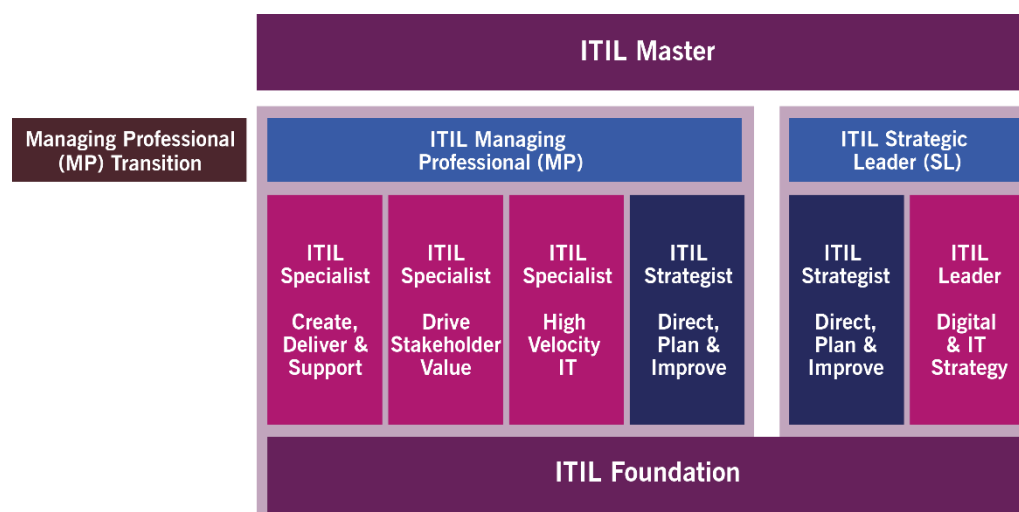 ITIL Master
Managing Professional
(MP) Transition
ITIL Managing
Professional (MP)
ITIL Strategic
Leader (SL)
ITIL
Specialist
Create,
Deliver &
Support
ITIL
Specialist
Drive
Stakeholder
Value
ITIL
Specialist
High
Velocity
IT
ITIL
Strategist
Direct,
Plan &
Improve
ITIL
Strategist
Direct,
Plan &
Improve
ITIL
Leader
Digital
& IT
Strategy
ITIL Foundation